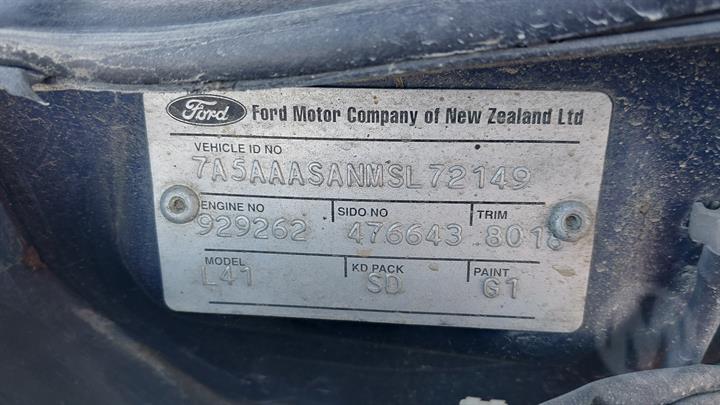 Ford Ford Motor Company of New Zealand Ltd
VEHICLE ID NO
7A5AAASANMSL72149
ENGINE NO SIDO NO TRIM
929262 476643 8018
MODEL KD PACK PAINT
L41 SD G1